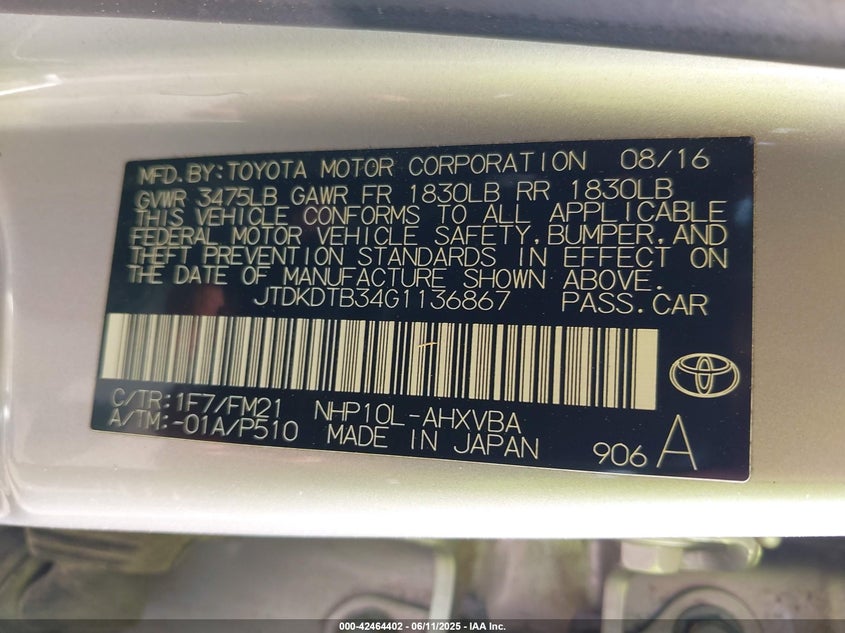 MFD. BY: TOYOTA MOTOR CORPORATION 08/16
GVWR 3475LB GAWR FR 1830LB RR 1830LB
THIS VEHICLE CONFORMS TO ALL APPLICABLE
FEDERAL MOTOR VEHICLE SAFETY, BUMPER, AND
THEFT PREVENTION STANDARDS IN EFFECT ON
THE DATE OF MANUFACTURE SHOWN ABOVE.
JTDKDTB34G1136867 PASS. CAR
C/TR: 1F7/FM21 NHP10L-AHXVBA
A/TM: -01A/P510 MADE IN JAPAN 906 A
000-42464402 - 06/11/2025 - IAA Inc.